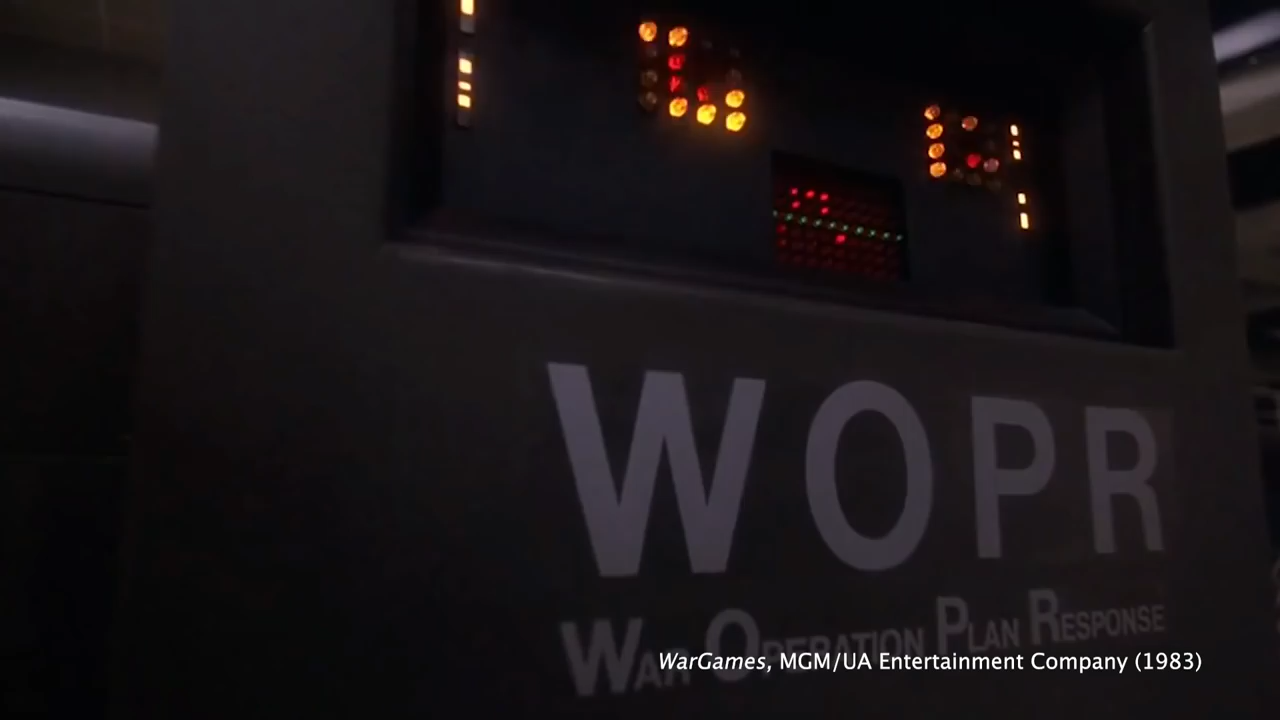 WOPR
War Operation Plan Response
WarGames, MGM/UA Entertainment Company (1983)